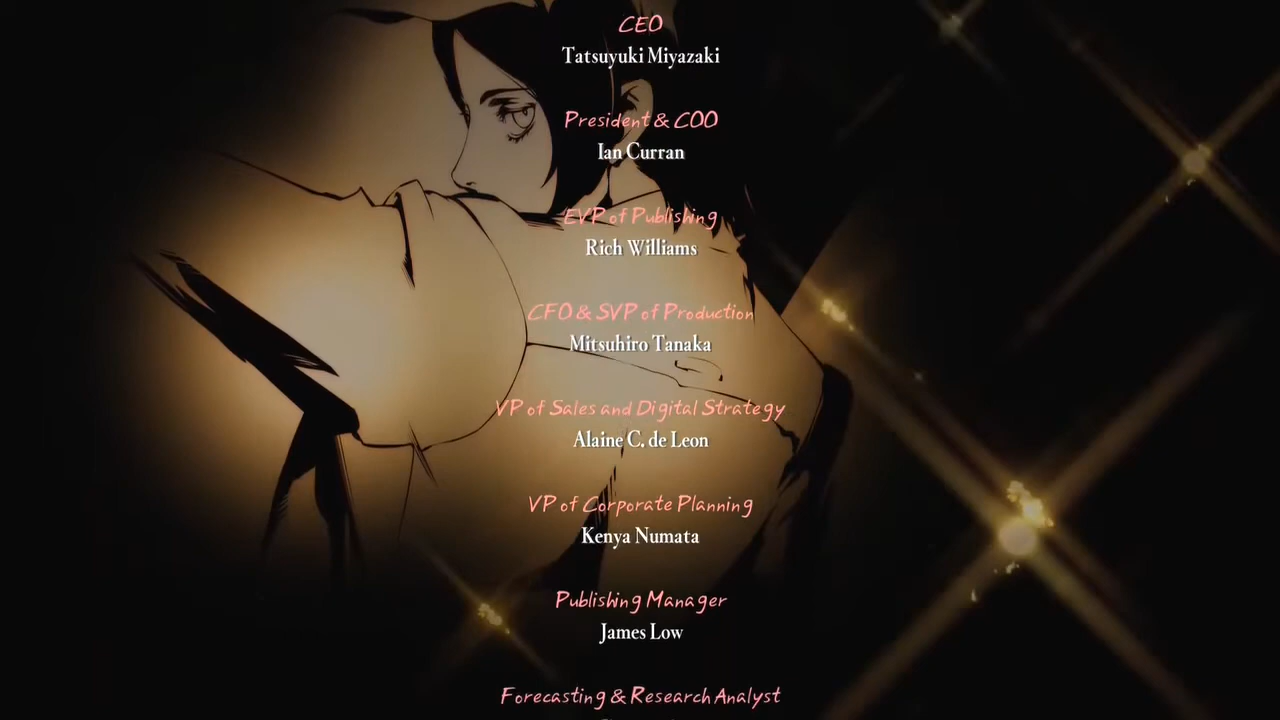 CEO
Tatsuyuki Miyazaki
President & COO
Ian Curran
EVP of Publishing
Rich Williams
CFO & SVP of Production
Mitsuhiro Tanaka
VP of Sales and Digital Strategy
Alaine C. de Leon
VP of Corporate Planning
Kenya Numata
Publishing Manager
James Low
Forecasting & Research Analyst